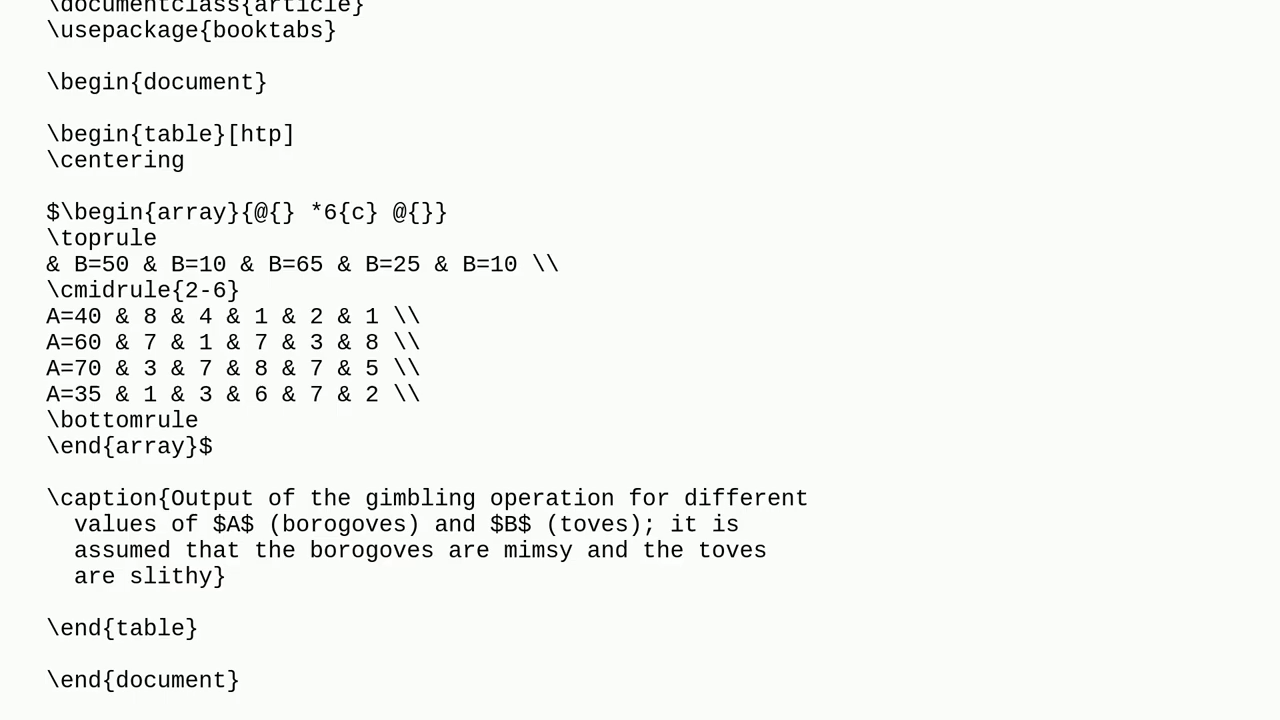 \documentclass{article}
\usepackage{booktabs}
\begin{document}
\begin{table}[htp]
\centering
$\begin{array}{@{} *6{c} @{}}
\toprule
& B=50 & B=10 & B=65 & B=25 & B=10 \\
\cmidrule{2-6}
A=40 & 8 & 4 & 1 & 2 & 1 \\
A=60 & 7 & 1 & 7 & 3 & 8 \\
A=70 & 3 & 7 & 8 & 7 & 5 \\
A=35 & 1 & 3 & 6 & 7 & 2 \\
\bottomrule
\end{array}$
\caption{Output of the gimbling operation for different
values of $A$ (borogoves) and $B$ (toves); it is
assumed that the borogoves are mimsy and the toves
are slithy}
\end{table}
\end{document}